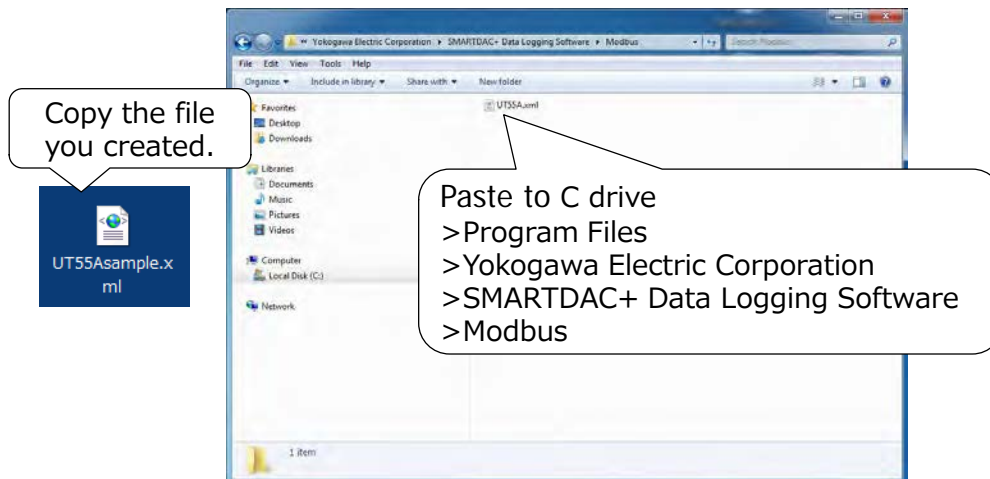 Yokogawa Electric Corporation ▸ SMARTDAC+ Data Logging Software ▸ Modbus
Search Modbus
File Edit View Tools Help
Organize Include in library Share with New folder
Copy the file
you created.
UT55Asample.x
ml
Favorites
Desktop
Downloads
Libraries
Documents
Music
Pictures
Videos
Computer
Local Disk (C:)
Network
UT55A.xml
Paste to C drive
>Program Files
>Yokogawa Electric Corporation
>SMARTDAC+ Data Logging Software
>Modbus
1 item